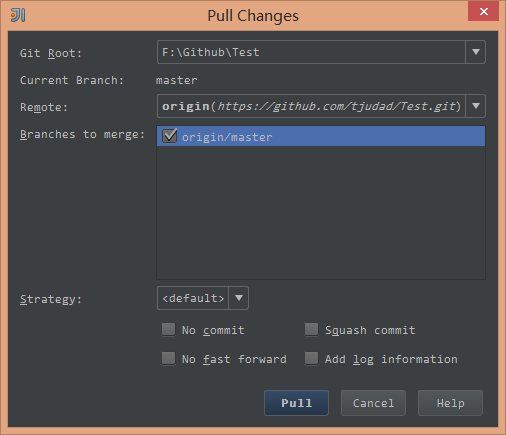 Pull Changes
Git Root: F:\Github\Test
Current Branch: master
Remote: origin(https://github.com/tjudad/Test.git)
Branches to merge: origin/master
Strategy: <default>
No commit Squash commit
No fast forward Add log information
Pull Cancel Help